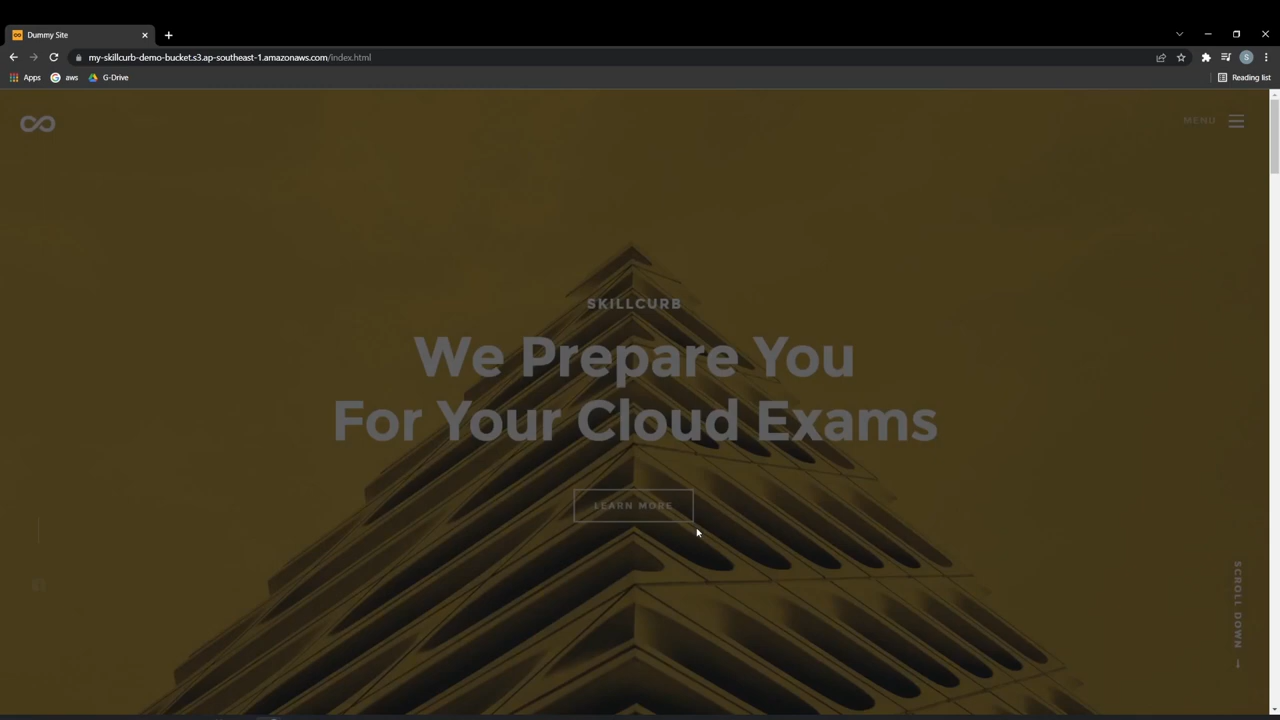 Dummy Site
my-skillcurb-demo-bucket.s3.ap-southeast-1.amazonaws.com/index.html
S
Apps
aws
G-Drive
Reading list
MENU
SKILLCURB
We Prepare You
For Your Cloud Exams
LEARN MORE
SCROLL DOWN